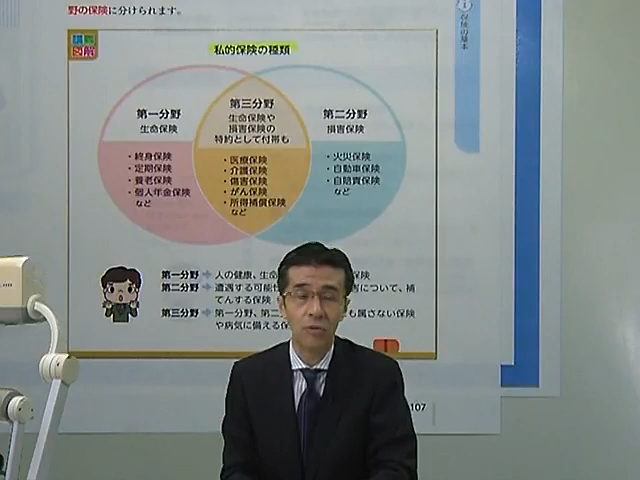 野の保険に分けられます。
図解
私的保険の種類
第一分野
生命保険
第三分野
生命保険や
損害保険の
特約として付帯も
第二分野
損害保険
・終身保険
・定期保険
・養老保険
・個人年金保険
など
・医療保険
・介護保険
・傷害保険
・がん保険
・所得補償保険
など
・火災保険
・自動車保険
・自賠責保険
など
第一分野 → 人の健康、生命 保険
第二分野 → 遭遇する可能 害について、補
てんする保険
第三分野 → 第一分野、第二 も属さない保険
や病気に備える保
保険の基本
107